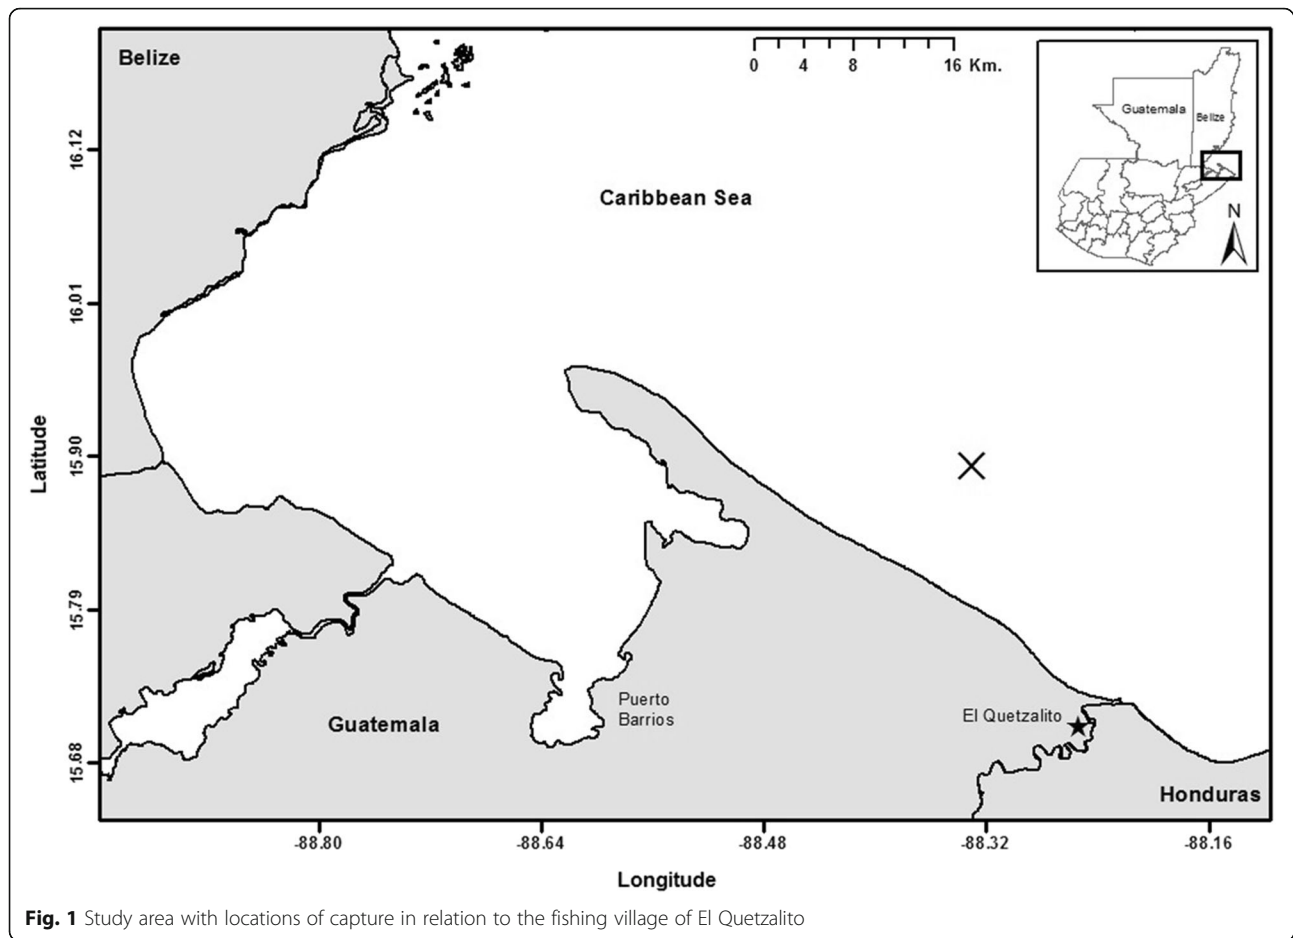 Belize
0 4 8 16 Km.
Guatemala
Belize
N
Caribbean Sea
16.12
16.01
15.90
15.79
15.68
Latitude
Puerto
Barrios
El Quetzalito
Guatemala
Honduras
-88.80 -88.64 -88.48 -88.32 -88.16
Longitude
Fig. 1 Study area with locations of capture in relation to the fishing village of El Quetzalito